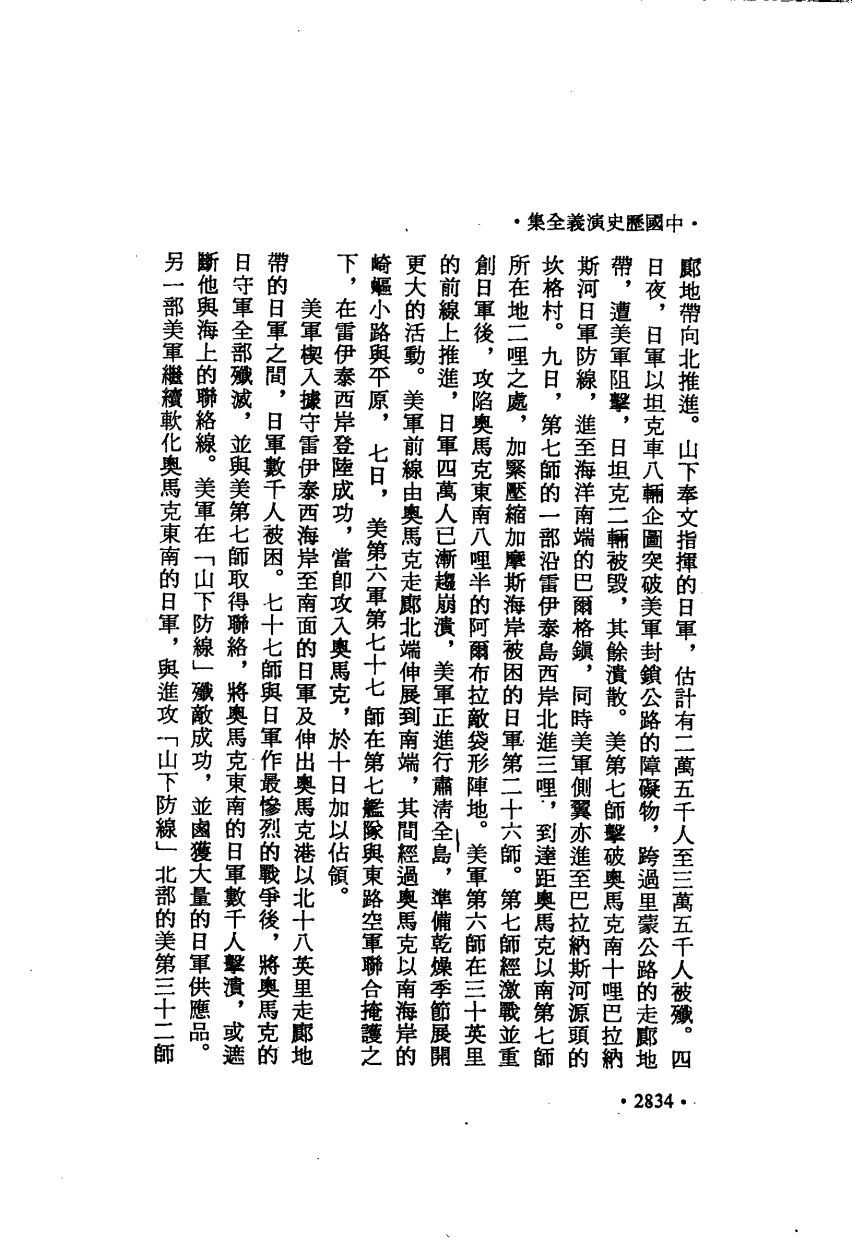 •中國歷史演義全集•
廊地帶向北推進。山下奉文指揮的日軍，估計有二萬五千人至三萬五千人被殲。四
日夜，日軍以坦克車八輛企圖突破美軍封鎖公路的障礙物，跨過里蒙公路的走廊地
帶，遭美軍阻擊，日坦克二輛被毀，其餘潰散。美第七師擊破奧馬克南十哩巴拉納
斯河日軍防線，進至海洋南端的巴爾格鎮，同時美軍側翼亦進至巴拉納斯河源頭的
坎格村。九日，第七師的一部沿雷伊泰島西岸北進三哩，到達距奧馬克以南第七師
所在地二哩之處，加緊壓縮加摩斯海岸被困的日軍第二十六師。第七師經激戰並重
創日軍後，攻陷奧馬克東南八哩半的阿爾布拉敵袋形陣地。美軍第六師在三十英里
的前線上推進，日軍四萬人已漸趨崩潰，美軍正進行肅清全島，準備乾燥季節展開
更大的活動。美軍前線由奧馬克走廊北端伸展到南端，其間經過奧馬克以南海岸的
崎嶇小路與平原，七日，美第六軍第七十七師在第七艦隊與東路空軍聯合掩護之
下，在雷伊泰西岸登陸成功，當卽攻入奧馬克，於十日加以佔領。
美軍楔入據守雷伊泰西海岸至南面的日軍及伸出奧馬克港以北十八英里走廊地
帶的日軍之間，日軍數千人被困。七十七師與日軍作最慘烈的戰爭後，將奧馬克的
日守軍全部殲滅，並與美第七師取得聯絡，將奧馬克東南的日軍數千人擊潰，或遮
斷他與海上的聯絡線。美軍在「山下防線」殲敵成功，並鹵獲大量的日軍供應品。
另一部美軍繼續軟化奧馬克東南的日軍，與進攻「山下防線」北部的美第三十二師
•2834•